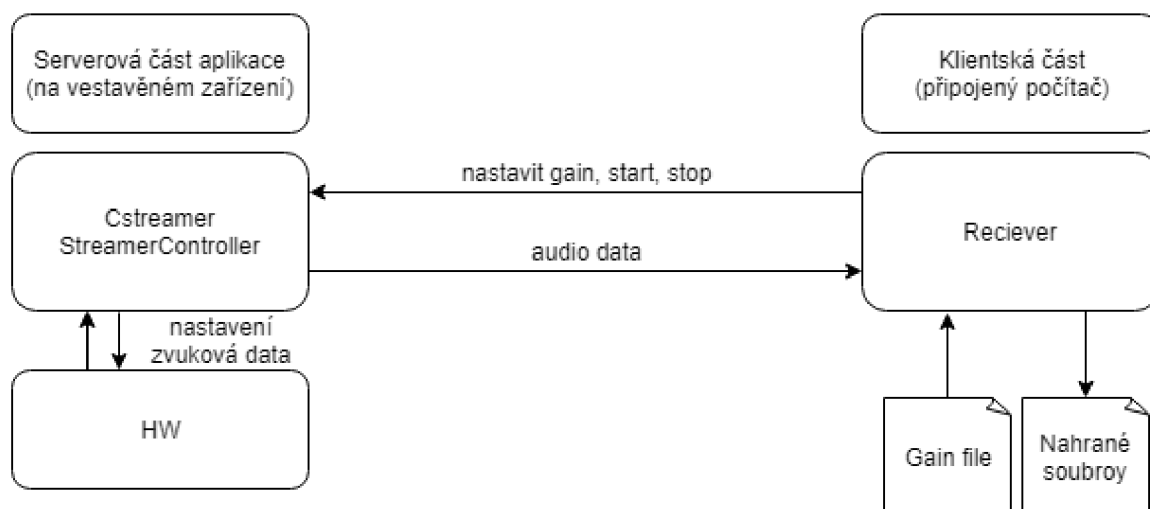 Serverová část aplikace
(na vestavěném zařízení)
Klientská část
(připojený počítač)
nastavit gain, start, stop
Cstreamer
StreamerController
Reciever
audio data
nastavení
zvuková data
HW
Gain file
Nahrané
soubroy